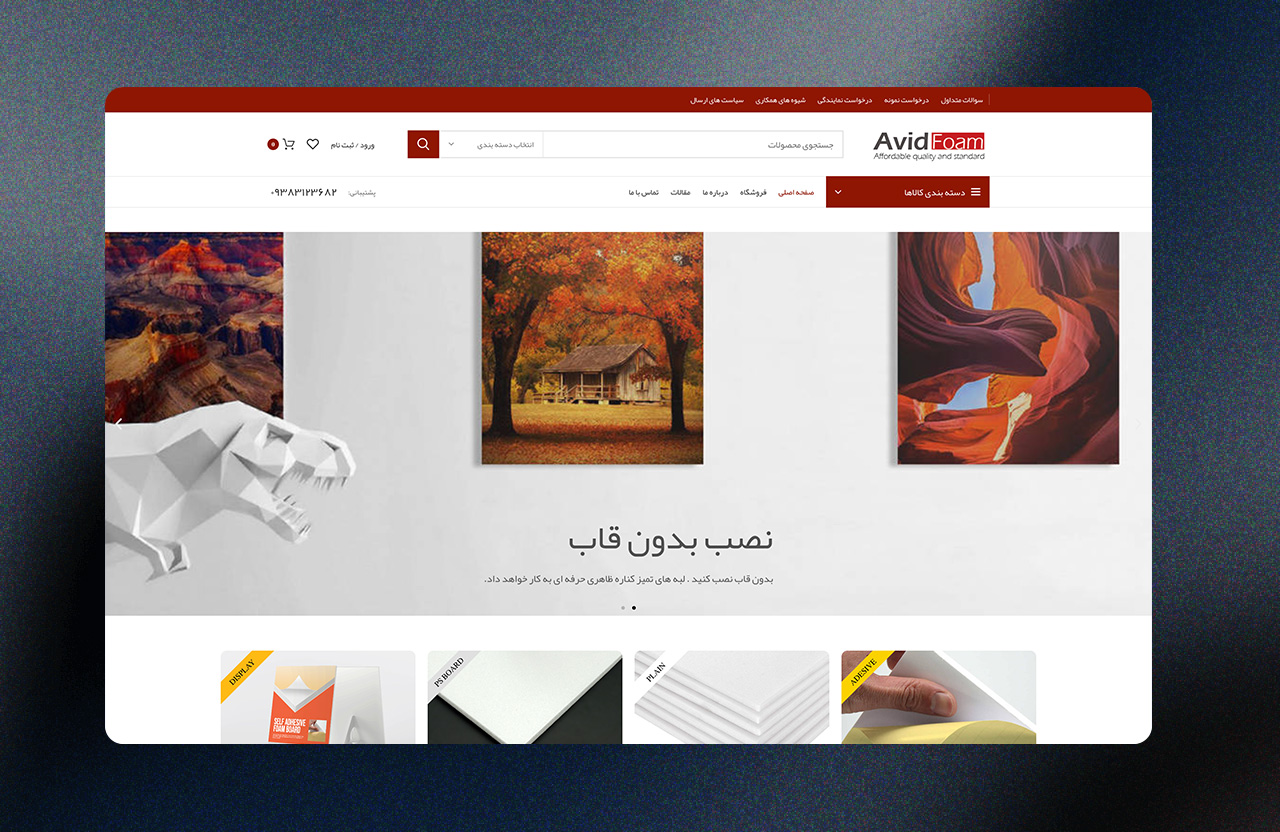 سوالات متداول
درخواست نمونه
درخواست نمایندگی
شیوه های همکاری
سیاست های ارسال
AvidFoam
Affordable quality and standard
جستجوی محصولات
انتخاب دسته بندی
ورود / ثبت نام
۰
دسته بندی کالاها
صفحه اصلی
فروشگاه
درباره ما
مقالات
تماس با ما
پشتیبانی:
۰۹۳۸۳۱۲۳۶۸۲
نصب بدون قاب
بدون قاب نصب کنید . لبه های تمیز کناره ظاهری حرفه ای به کار خواهد داد.
ADESIVE
PLAIN
PS BOARD
DISPLAY
SELF ADHESIVE
FOAM BOARD